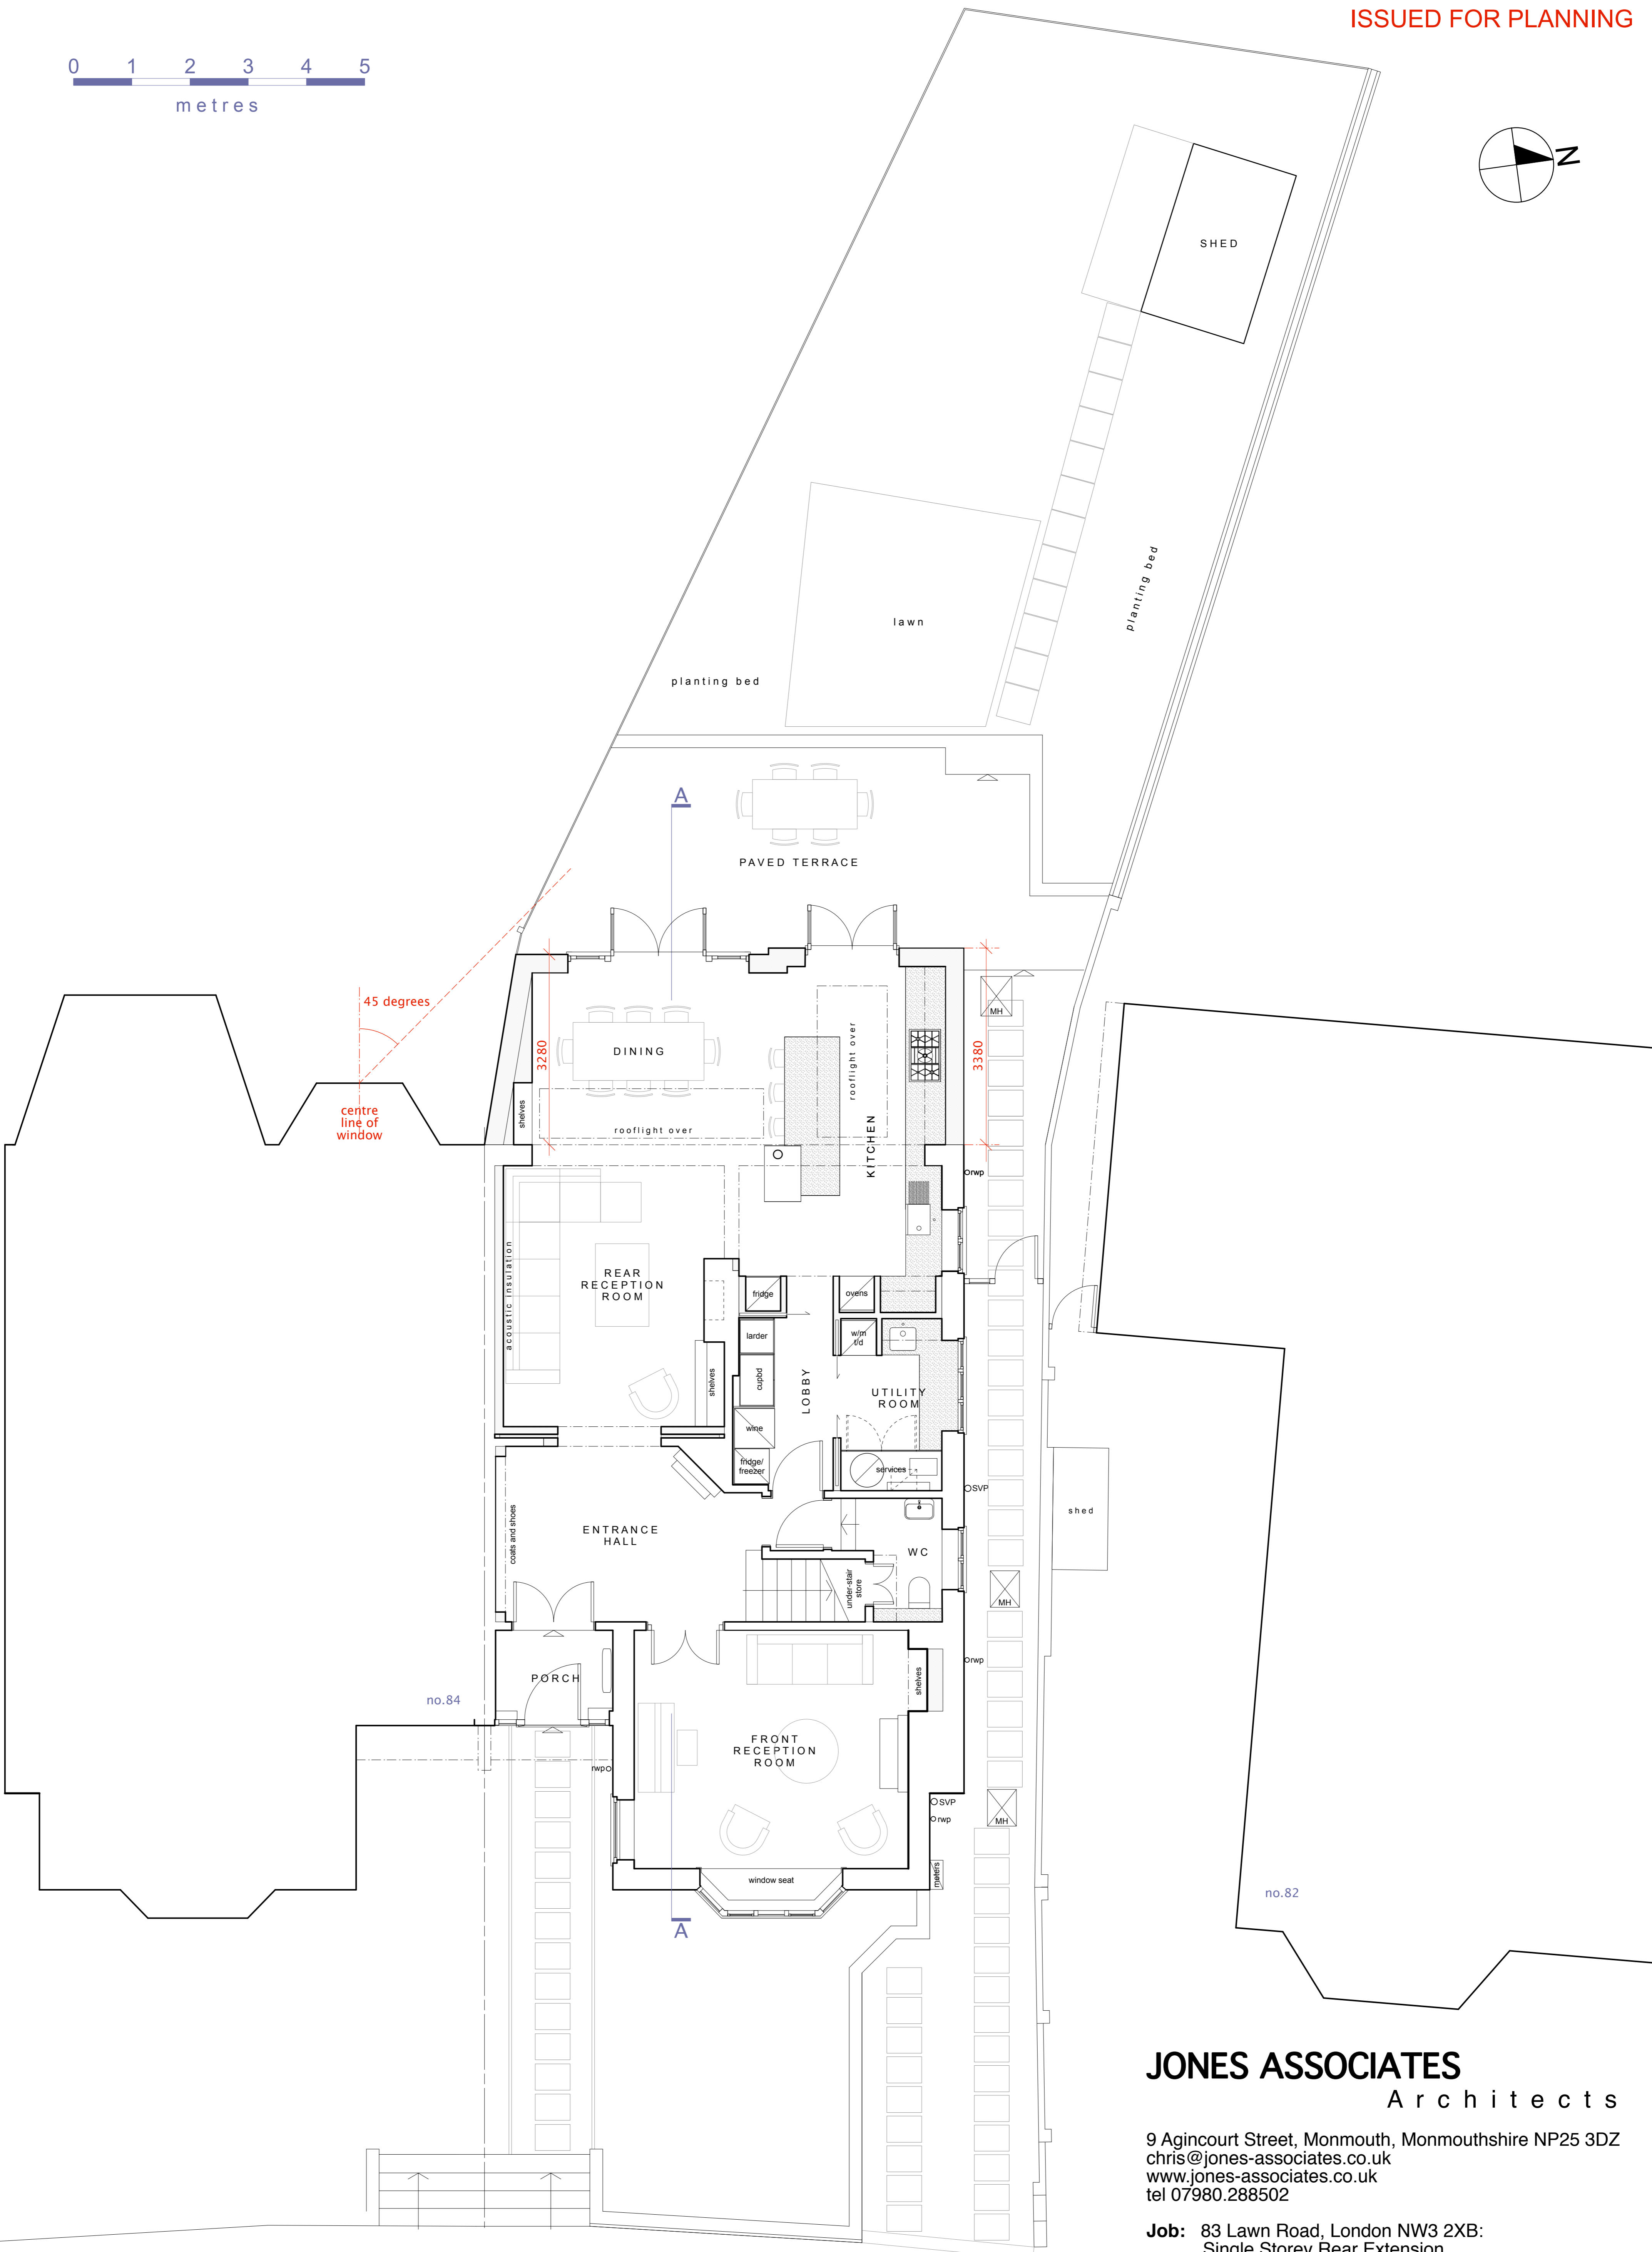 ISSUED FOR PLANNING
0 1 2 3 4 5
metres
N
SHED
planting bed
lawn
planting bed
A
PAVED TERRACE
45 degrees
centre
line of
window
3280
DINING
shelves
rooflight over
rooflight over
KITCHEN
3380
MH
rwp
acoustic insulation
REAR
RECEPTION
ROOM
shelves
fridge
ovens
larder
cupbd
wine
fridge/
freezer
LOBBY
w/m
t/d
UTILITY
ROOM
services
SVP
shed
coats and shoes
ENTRANCE
HALL
WC
under-stair
store
MH
rwp
PORCH
shelves
no.84
FRONT
RECEPTION
ROOM
rwp
SVP
rwp
MH
meters
window seat
A
no.82
JONES ASSOCIATES
Architects
9 Agincourt Street, Monmouth, Monmouthshire NP25 3DZ
chris@jones-associates.co.uk
www.jones-associates.co.uk
tel 07980.288502
Job: 83 Lawn Road, London NW3 2XB:
Single Storey Rear Extension